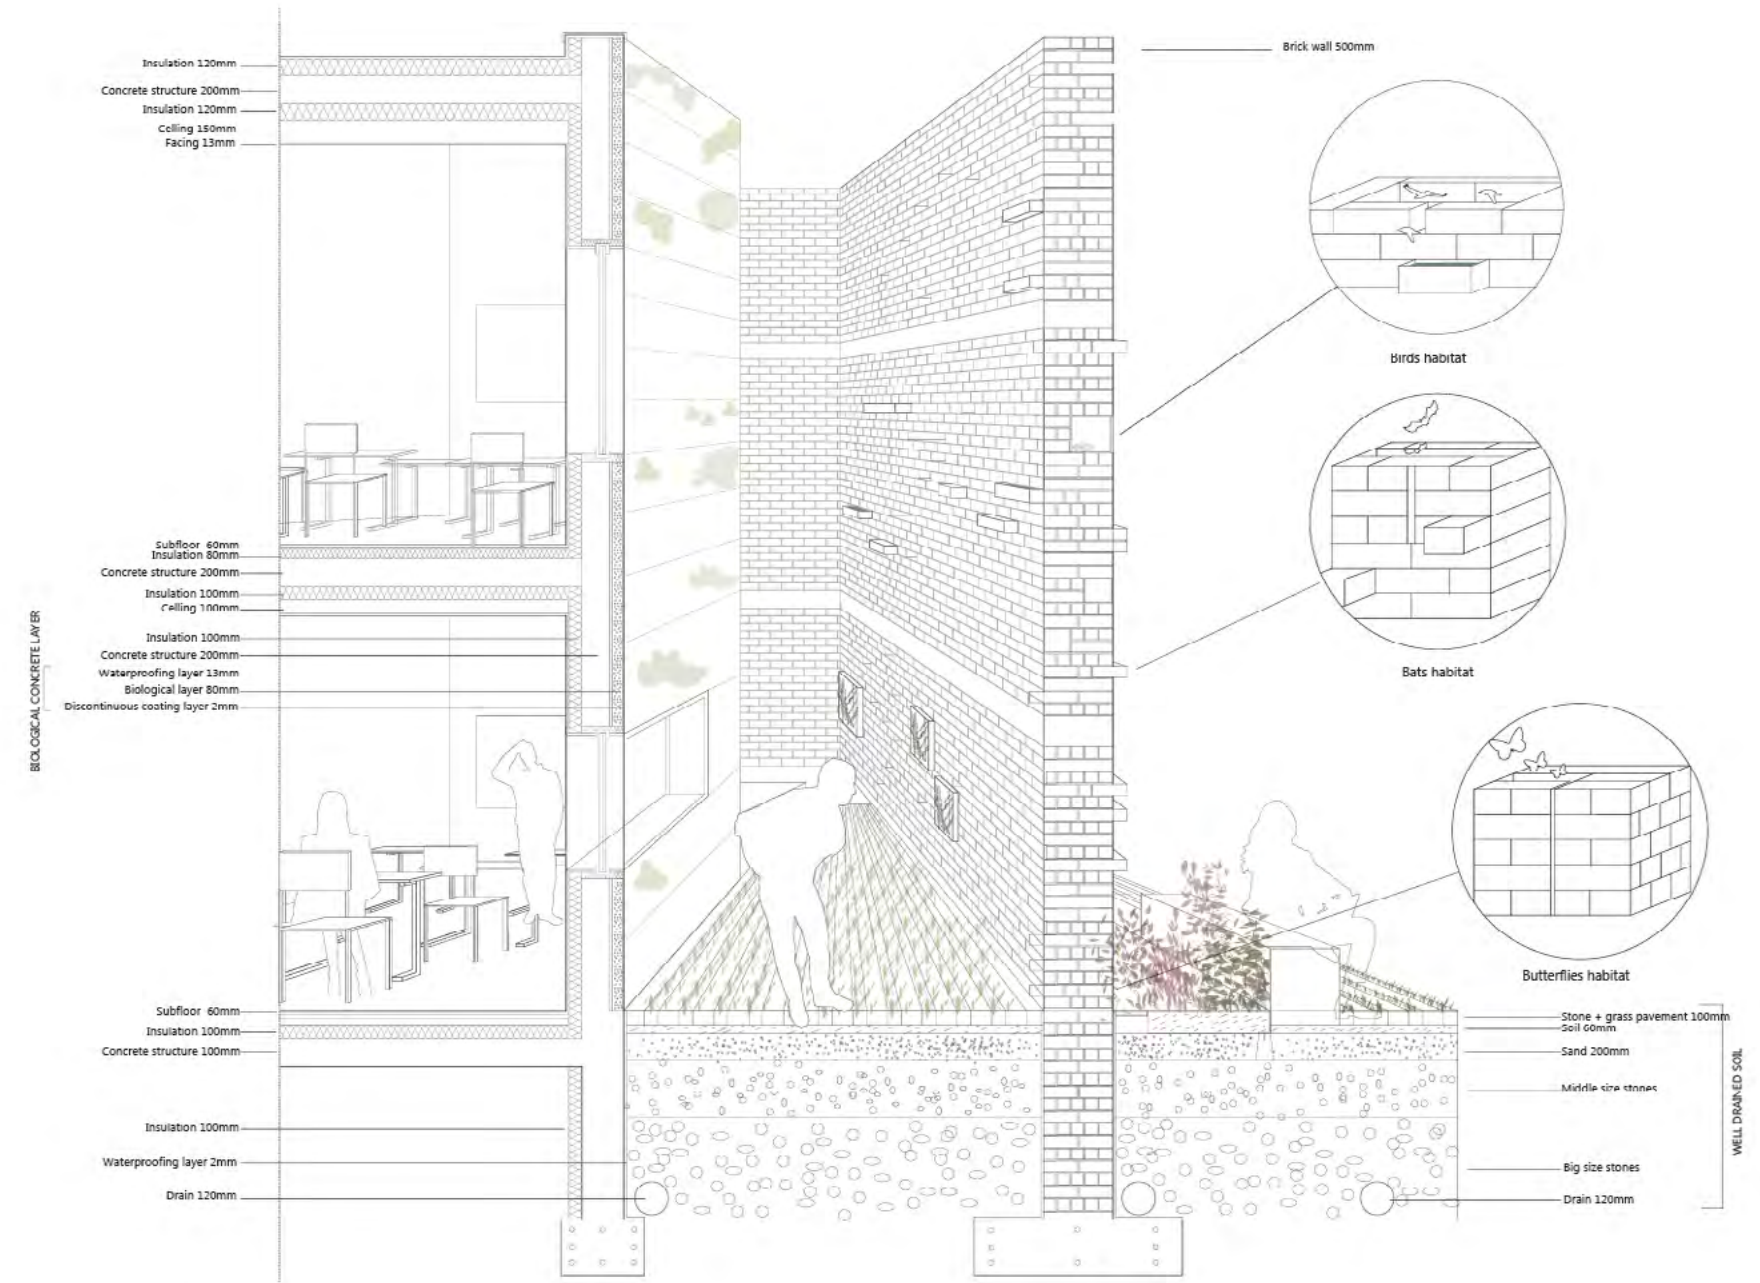 Insulation 120mm
Concrete structure 200mm
Insulation 120mm
Celling 150mm
Facing 13mm
Subfloor 60mm
Insulation 80mm
Concrete structure 200mm
Insulation 100mm
Celling 100mm
Insulation 100mm
Concrete structure 200mm
Waterproofing layer 13mm
Biological layer 80mm
Discontinuous coating layer 2mm
BIOLOGICAL CONCRETE LAYER
Subfloor 60mm
Insulation 100mm
Concrete structure 100mm
Insulation 100mm
Waterproofing layer 2mm
Drain 120mm
Brick wall 500mm
Birds habitat
Bats habitat
Butterflies habitat
Stone + grass pavement 100mm
Soil 60mm
Sand 200mm
Middle size stones
Big size stones
Drain 120mm
WELL DRAINED SOIL